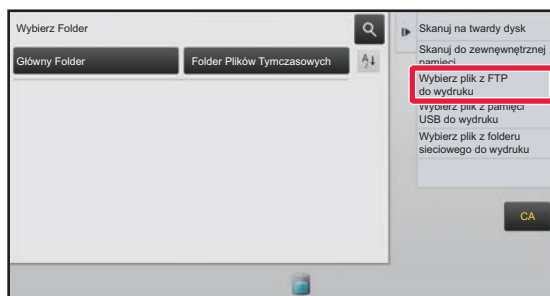 Wybierz Folder
Główny Folder
Folder Plików Tymczasowych
Skanuj na twardy dysk
Skanuj do zewnęwnętrznej
pamięci
Wybierz plik z FTP
do wydruku
Wybierz plik z pamięci
USB do wydruku
Wybierz plik z folderu
sieciowego do wydruku
CA